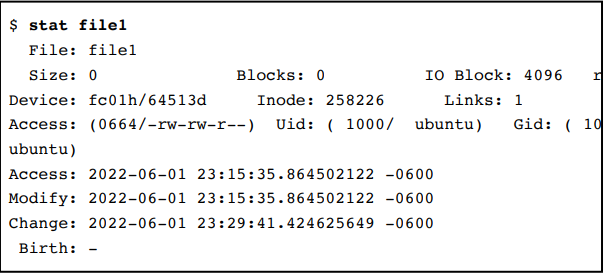 $ stat file1
File: file1
Size: 0 Blocks: 0 IO Block: 4096 r
Device: fc01h/64513d Inode: 258226 Links: 1
Access: (0664/-rw-rw-r--) Uid: ( 1000/ ubuntu) Gid: ( 10
ubuntu)
Access: 2022-06-01 23:15:35.864502122 -0600
Modify: 2022-06-01 23:15:35.864502122 -0600
Change: 2022-06-01 23:29:41.424625649 -0600
Birth: -